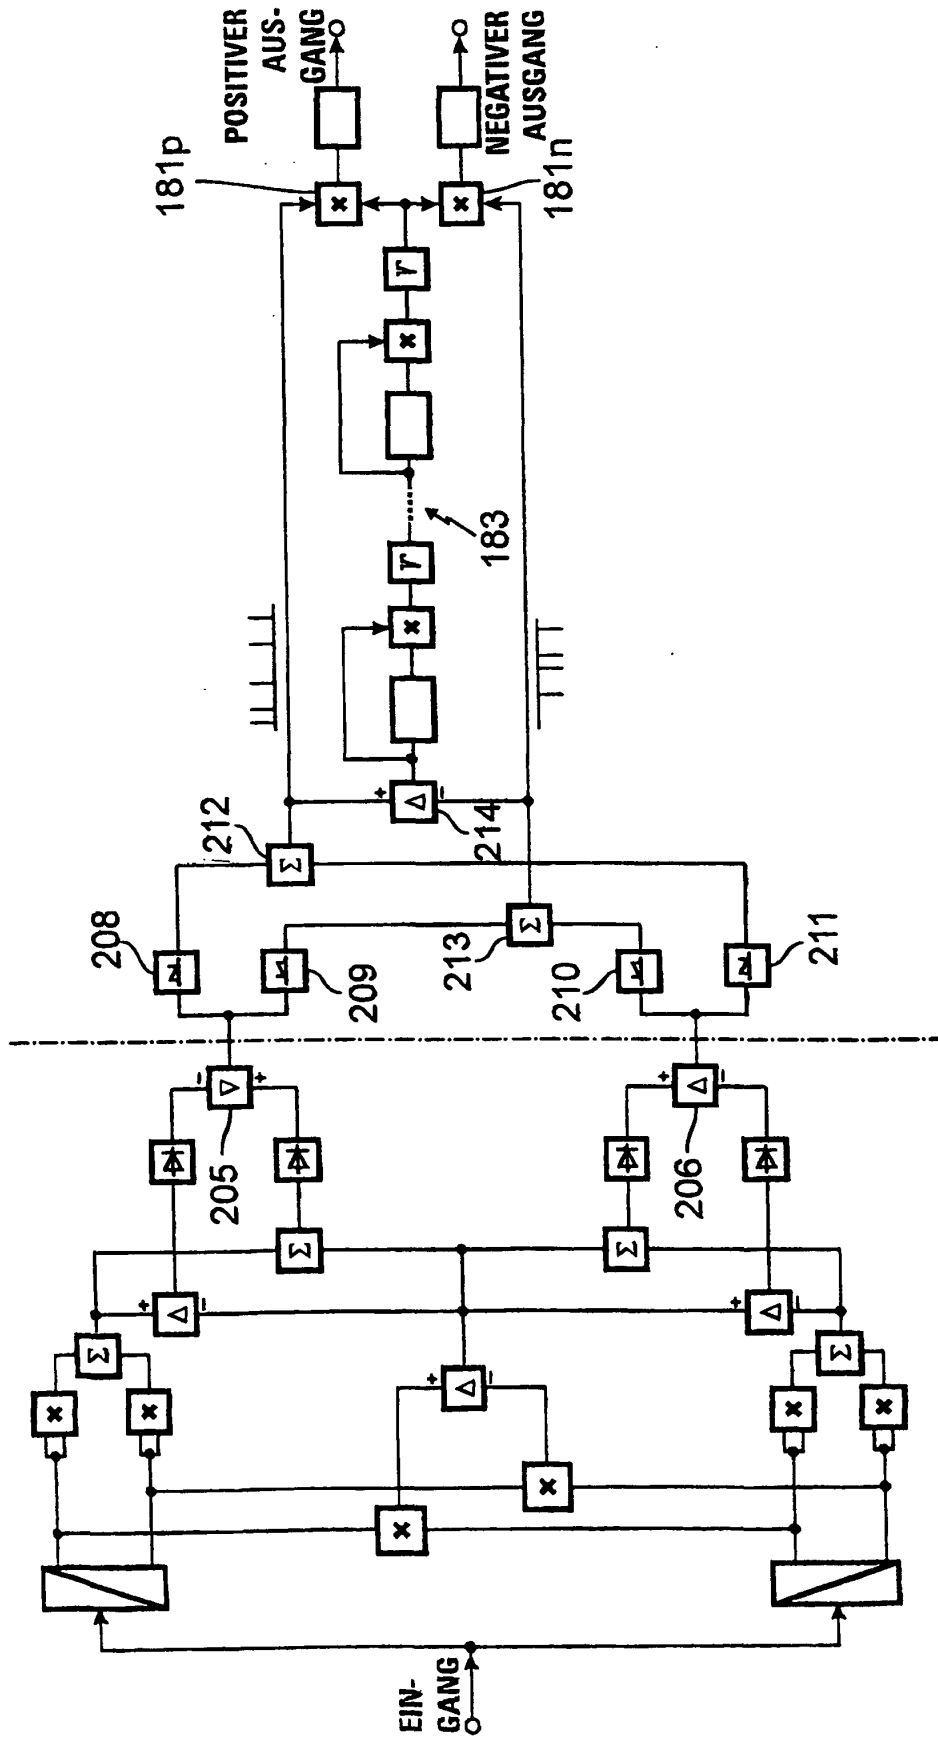 EIN-
GANG
205
206
208
209
210
211
212
213
214
183
181p
181n
POSITIVER
AUS-
GANG
NEGATIVER
AUSGANG
+
−
+
−
+
−
−
+
+
−
+
−
Σ
Σ
Σ
Σ
Σ
Σ
Δ
Δ
Δ
Δ
Δ
Δ
×
×
×
×
×
×
×
×
×
×
r
r